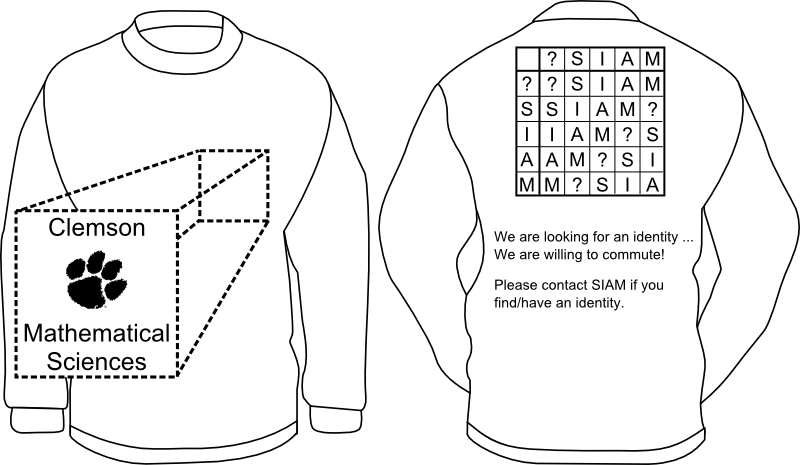 Clemson
Mathematical
Sciences
? S I A M
? ? S I A M
S S I A M ?
I I A M ? S
A A M ? S I
M M ? S I A
We are looking for an identity ...
We are willing to commute!
Please contact SIAM if you
find/have an identity.